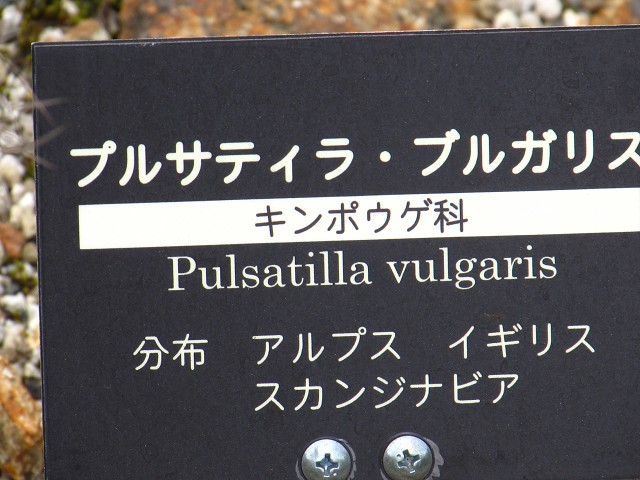 プルサティラ・ブルガリス
キンポウゲ科
Pulsatilla vulgaris
分布　アルプス　イギリス
スカンジナビア